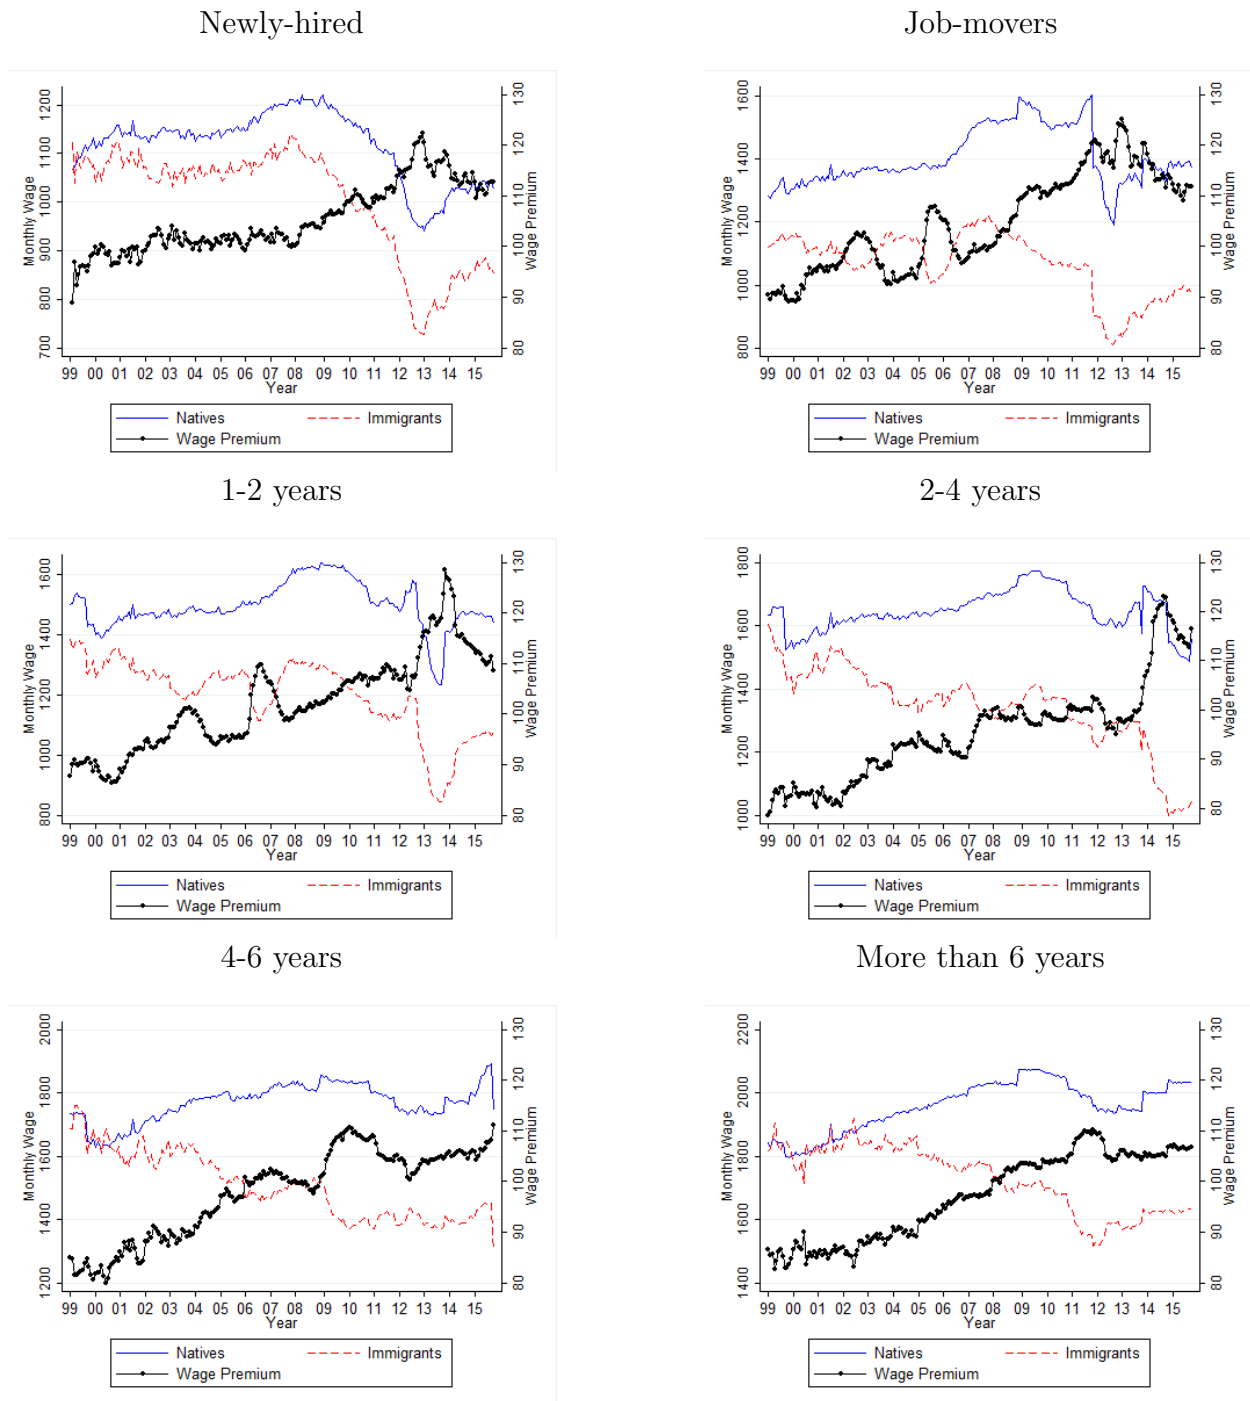 Newly-hired
Job-movers
Monthly Wage
700 800 900 1000 1100 1200
Wage Premium
80 90 100 110 120 130
99 00 01 02 03 04 05 06 07 08 09 10 11 12 13 14 15
Year
Natives Immigrants
Wage Premium
Monthly Wage
800 1000 1200 1400 1600
Wage Premium
80 90 100 110 120 130
99 00 01 02 03 04 05 06 07 08 09 10 11 12 13 14 15
Year
Natives Immigrants
Wage Premium
1-2 years
2-4 years
Monthly Wage
800 1000 1200 1400 1600
Wage Premium
80 90 100 110 120 130
99 00 01 02 03 04 05 06 07 08 09 10 11 12 13 14 15
Year
Natives Immigrants
Wage Premium
Monthly Wage
1000 1200 1400 1600 1800
Wage Premium
80 90 100 110 120 130
99 00 01 02 03 04 05 06 07 08 09 10 11 12 13 14 15
Year
Natives Immigrants
Wage Premium
4-6 years
More than 6 years
Monthly Wage
1200 1400 1600 1800 2000
Wage Premium
80 90 100 110 120 130
99 00 01 02 03 04 05 06 07 08 09 10 11 12 13 14 15
Year
Natives Immigrants
Wage Premium
Monthly Wage
1400 1600 1800 2000 2200
Wage Premium
80 90 100 110 120 130
99 00 01 02 03 04 05 06 07 08 09 10 11 12 13 14 15
Year
Natives Immigrants
Wage Premium